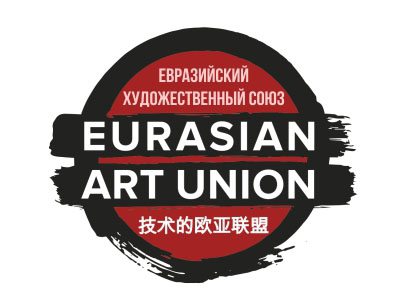 ЕВРАЗИЙСКИЙ
ХУДОЖЕСТВЕННЫЙ СОЮЗ
EURASIAN
ART UNION
技术的欧亚联盟